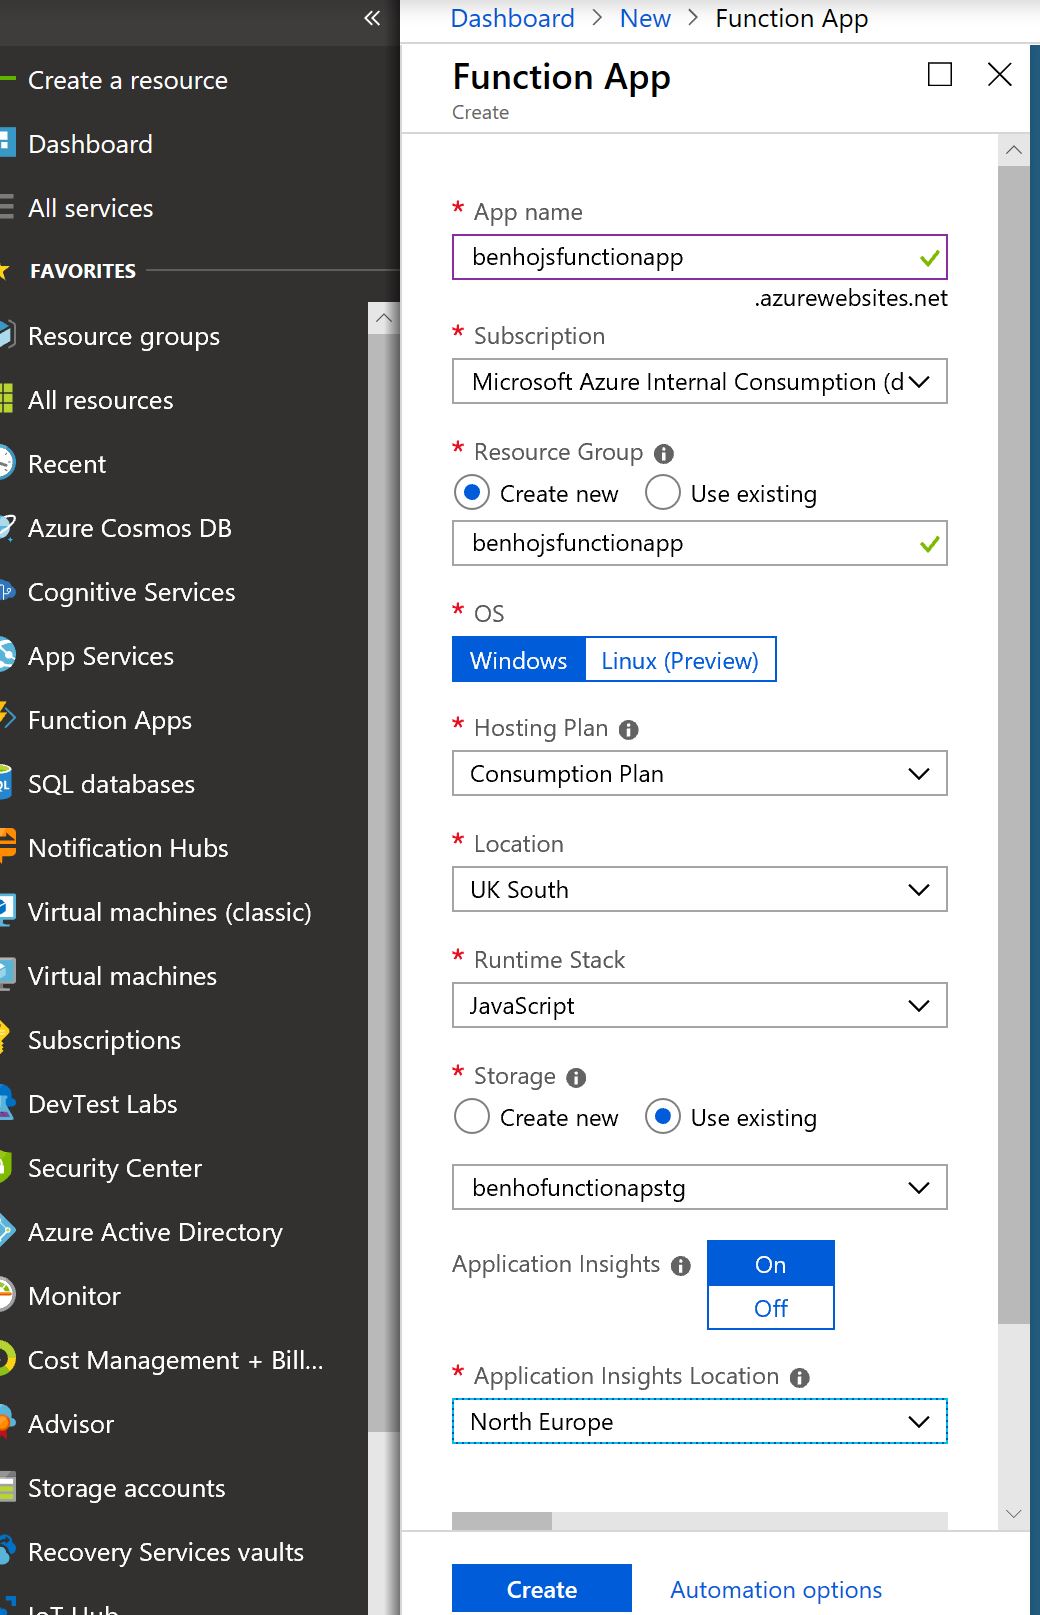 Create a resource
Dashboard
All services
FAVORITES
Resource groups
All resources
Recent
Azure Cosmos DB
Cognitive Services
App Services
Function Apps
SQL databases
Notification Hubs
Virtual machines (classic)
Virtual machines
Subscriptions
DevTest Labs
Security Center
Azure Active Directory
Monitor
Cost Management + Bill...
Advisor
Storage accounts
Recovery Services vaults
IoT Hub
Dashboard > New > Function App
Function App
Create
* App name
benhojsfunctionapp
.azurewebsites.net
* Subscription
Microsoft Azure Internal Consumption (d
* Resource Group
Create new Use existing
benhojsfunctionapp
* OS
Windows Linux (Preview)
* Hosting Plan
Consumption Plan
* Location
UK South
* Runtime Stack
JavaScript
* Storage
Create new Use existing
benhofunctionapstg
Application Insights On
Off
* Application Insights Location
North Europe
Create Automation options